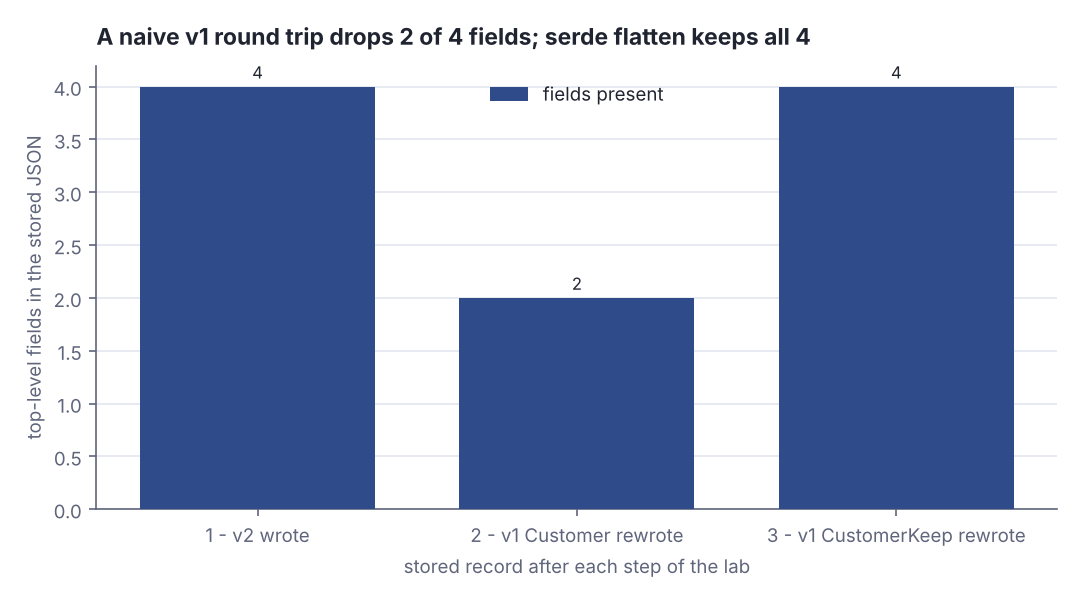 A naive v1 round trip drops 2 of 4 fields; serde flatten keeps all 4
4
4
fields present
2
4.0
3.5
3.0
2.5
2.0
1.5
1.0
0.5
0.0
top-level fields in the stored JSON
1 - v2 wrote
2 - v1 Customer rewrote
3 - v1 CustomerKeep rewrote
stored record after each step of the lab